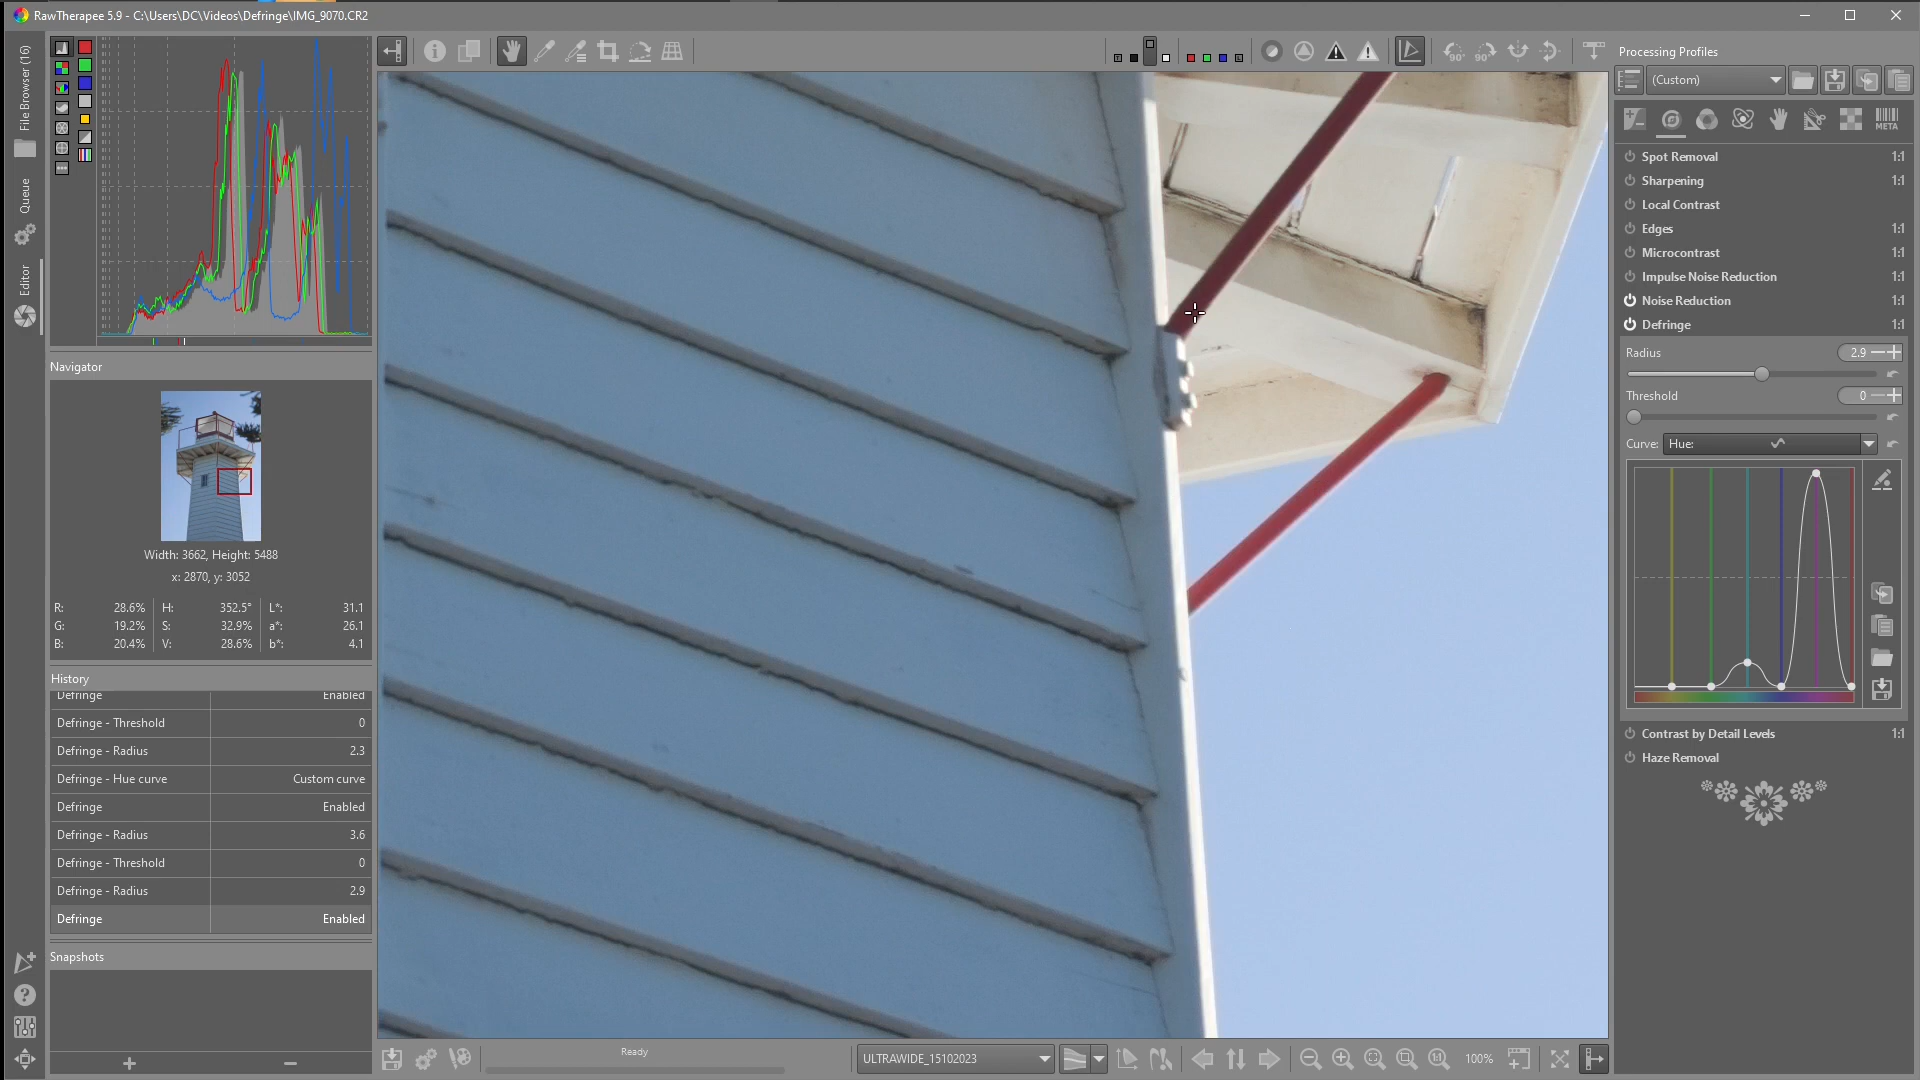 RawTherapee 5.9 - C:\Users\DC\Videos\Defringe\IMG_9070.CR2
File Browser (16)
Queue
Editor
Navigator
Width: 3662, Height: 5488
x: 2870, y: 3052
R: 28.6% H: 352.5° L*: 31.1
G: 19.2% S: 32.9% a*: 26.1
B: 20.4% V: 28.6% b*: 4.1
History
Defringe Enabled
Defringe - Threshold 0
Defringe - Radius 2.3
Defringe - Hue curve Custom curve
Defringe Enabled
Defringe - Radius 3.6
Defringe - Threshold 0
Defringe - Radius 2.9
Defringe Enabled
Snapshots
90° 90°
Ready
ULTRAWIDE_15102023
1:1
100%
Processing Profiles
(Custom)
META
Spot Removal 1:1
Sharpening 1:1
Local Contrast
Edges 1:1
Microcontrast 1:1
Impulse Noise Reduction 1:1
Noise Reduction 1:1
Defringe 1:1
Radius 2.9
Threshold 0
Curve: Hue:
Contrast by Detail Levels 1:1
Haze Removal